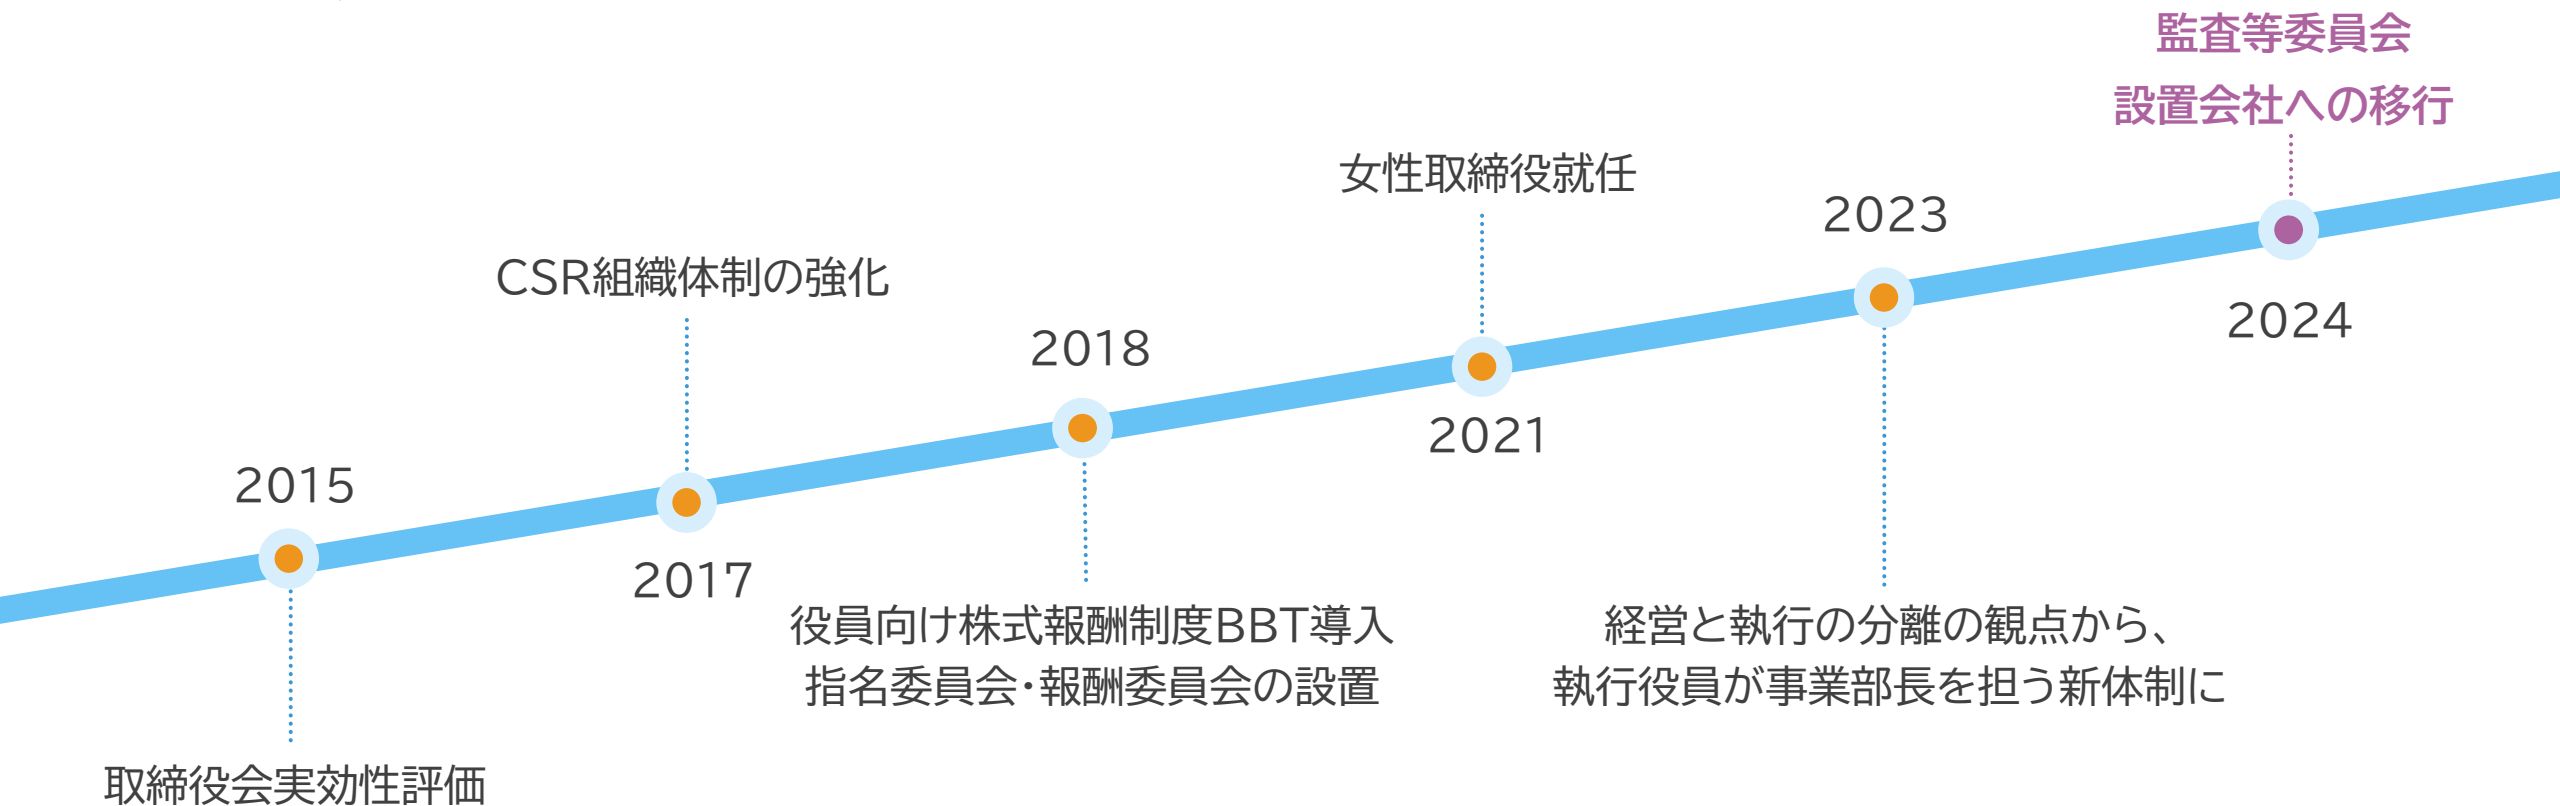 2015
取締役会実効性評価
CSR組織体制の強化
2017
2018
役員向け株式報酬制度BBT導入
指名委員会・報酬委員会の設置
女性取締役就任
2021
2023
経営と執行の分離の観点から、
執行役員が事業部長を担う新体制に
監査等委員会
設置会社への移行
2024